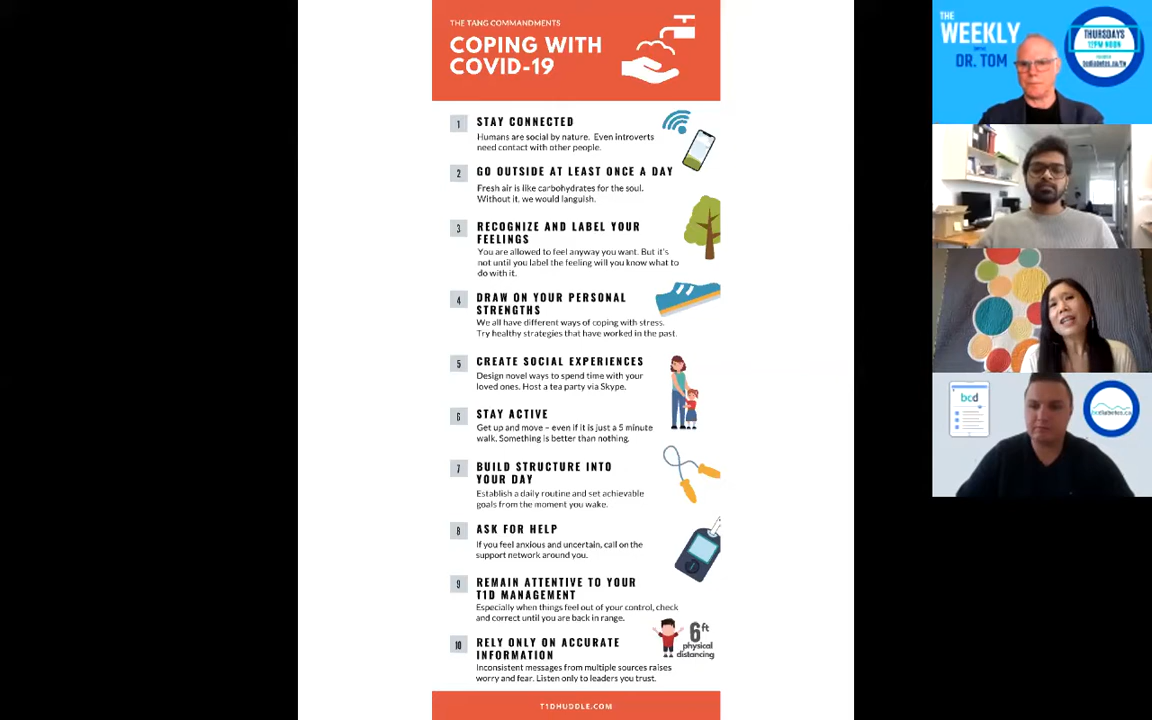 THE TANG COMMANDMENTS
COPING WITH
COVID-19
1
STAY CONNECTED
Humans are social by nature. Even introverts
need contact with other people.
2
GO OUTSIDE AT LEAST ONCE A DAY
Fresh air is like carbohydrates for the soul.
Without it, we would languish.
3
RECOGNIZE AND LABEL YOUR
FEELINGS
You are allowed to feel anyway you want. But it's
not until you label the feeling will you know what to
do with it.
4
DRAW ON YOUR PERSONAL
STRENGTHS
We all have different ways of coping with stress.
Try healthy strategies that have worked in the past.
5
CREATE SOCIAL EXPERIENCES
Design novel ways to spend time with your
loved ones. Host a tea party via Skype.
6
STAY ACTIVE
Get up and move – even if it is just a 5 minute
walk. Something is better than nothing.
7
BUILD STRUCTURE INTO
YOUR DAY
Establish a daily routine and set achievable
goals from the moment you wake.
8
ASK FOR HELP
If you feel anxious and uncertain, call on the
support network around you.
9
REMAIN ATTENTIVE TO YOUR
T1D MANAGEMENT
Especially when things feel out of your control, check
and correct until you are back in range.
6ft
physical
distancing
10
RELY ONLY ON ACCURATE
INFORMATION
Inconsistent messages from multiple sources raises
worry and fear. Listen only to leaders you trust.
T1DHUDDLE.COM
THE
WEEKLY
DR. TOM
THURSDAYS
12PM NOON
bcdiabetes.ca/tw
bcd
bcdiabetes.ca